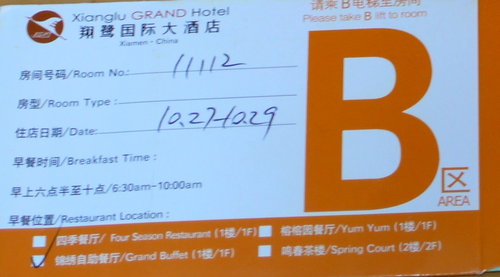 Xianglu GRAND Hotel
翔鹭国际大酒店
Xiamen · China
请乘B电梯至房间
Please take B lift to room
房间号码/Room No.: 11112
房型/Room Type :
住店日期/Date: 10.27-10.29
早餐时间/Breakfast Time :
早上六点半至十点/6:30am-10:00am
早餐位置/Restaurant Location :
B区
AREA
四季餐厅/ Four Season Restaurant (1楼/1F) 榕榕园餐厅/Yum Yum (1楼/1F)
锦绣自助餐厅/Grand Buffet (1楼/1F) 鸣春茶楼/Spring Court (2楼/2F)